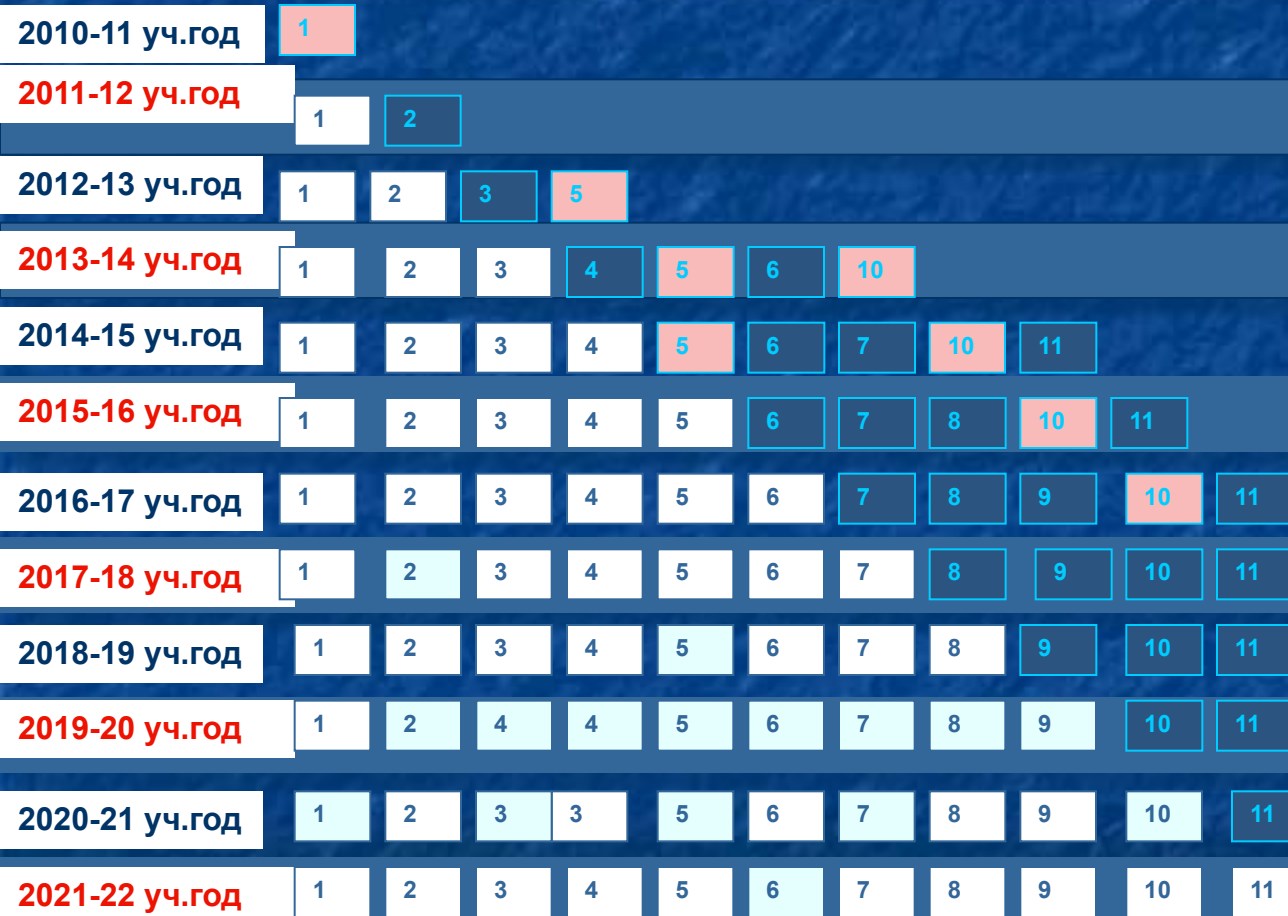 2010-11 уч.год 1
2011-12 уч.год 1 2
2012-13 уч.год 1 2 3 5
2013-14 уч.год 1 2 3 4 5 6 10
2014-15 уч.год 1 2 3 4 5 6 7 10 11
2015-16 уч.год 1 2 3 4 5 6 7 8 10 11
2016-17 уч.год 1 2 3 4 5 6 7 8 9 10 11
2017-18 уч.год 1 2 3 4 5 6 7 8 9 10 11
2018-19 уч.год 1 2 3 4 5 6 7 8 9 10 11
2019-20 уч.год 1 2 4 4 5 6 7 8 9 10 11
2020-21 уч.год 1 2 3 3 5 6 7 8 9 10 11
2021-22 уч.год 1 2 3 4 5 6 7 8 9 10 11